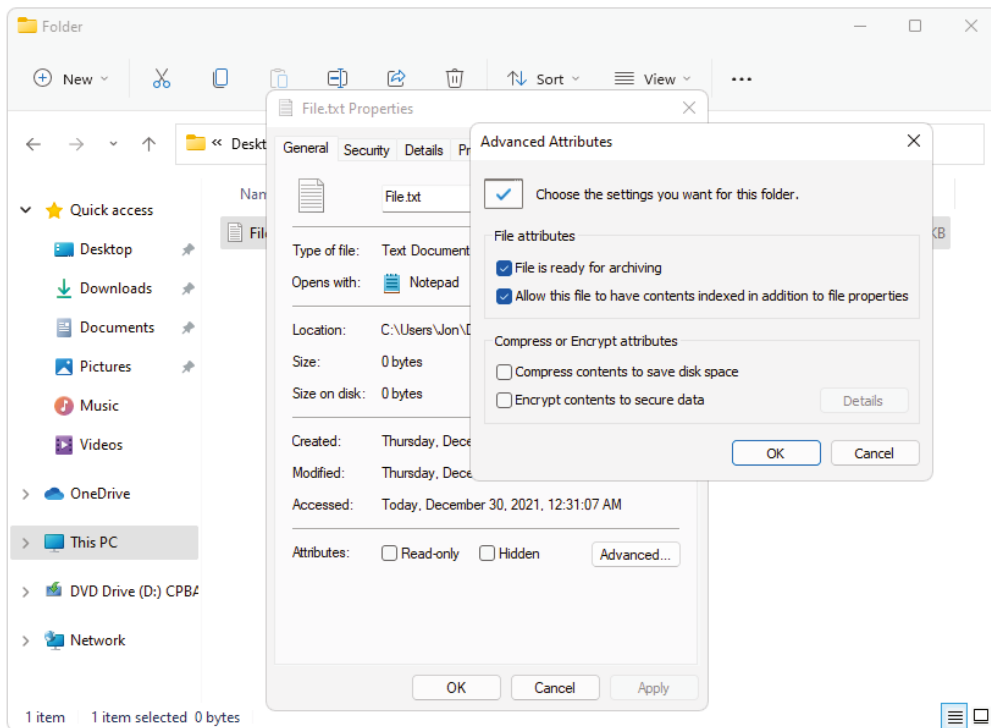 Folder
New Sort View ...
« Deskt
Quick access
Desktop
Downloads
Documents
Pictures
Music
Videos
OneDrive
This PC
DVD Drive (D:) CPBA
Network
1 item 1 item selected 0 bytes
Nan
Fil
KB
File.txt Properties
General Security Details Pr
File.txt
Type of file: Text Document
Opens with: Notepad
Location: C:\Users\Jon\D
Size: 0 bytes
Size on disk: 0 bytes
Created: Thursday, Dece
Modified: Thursday, Dece
Accessed: Today, December 30, 2021, 12:31:07 AM
Attributes: Read-only Hidden Advanced...
OK Cancel Apply
Advanced Attributes
Choose the settings you want for this folder.
File attributes
File is ready for archiving
Allow this file to have contents indexed in addition to file properties
Compress or Encrypt attributes
Compress contents to save disk space
Encrypt contents to secure data Details
OK Cancel